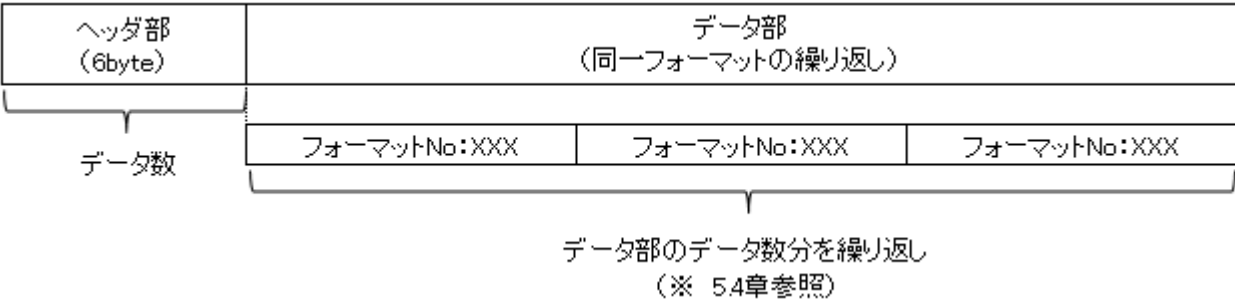 ヘッダ部
(6byte)
データ部
(同一フォーマットの繰り返し)
データ数
フォーマットNo:XXX
フォーマットNo:XXX
フォーマットNo:XXX
データ部のデータ数分を繰り返し
(※ 5.4章参照)